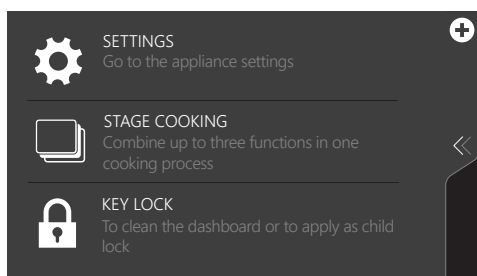 SETTINGS
Go to the appliance settings
STAGE COOKING
Combine up to three functions in one
cooking process
KEY LOCK
To clean the dashboard or to apply as child
lock